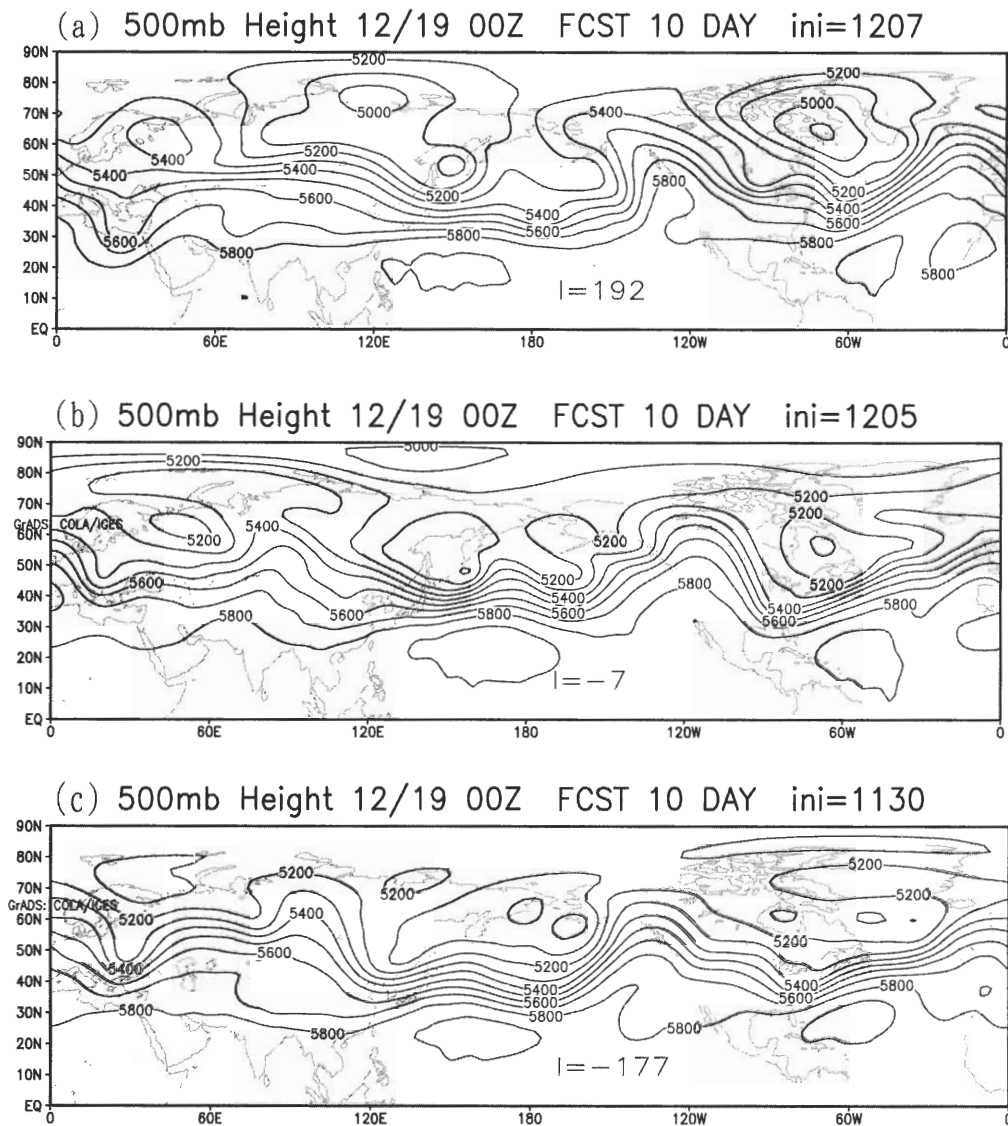 (a) 500mb Height 12/19 00Z FCST 10 DAY ini=1207
90N
80N
70N
60N
50N
40N
30N
20N
10N
EQ
5200
5000
5400
5200
5400
5200
5600
5800
5400
5600
5800
5400
5200
5000
5800
5200
5400
5600
5800
5800
I=192
0 60E 120E 180 120W 60W 0
(b) 500mb Height 12/19 00Z FCST 10 DAY ini=1205
90N
80N
70N
60N
50N
40N
30N
20N
10N
EQ
GrADS: COLA/IGES
5000
5200
5200
5400
5600
5800
5600
5200
5400
5600
5800
5200
5200
5200
5800
5200
5400
5600
5800
I=-7
0 60E 120E 180 120W 60W 0
(c) 500mb Height 12/19 00Z FCST 10 DAY ini=1130
90N
80N
70N
60N
50N
40N
30N
20N
10N
EQ
GrADS: COLA/IGES
5200
5400
5400
5600
5800
5200
5200
5400
5600
5800
5800
5200
5200
5400
5600
5800
I=-177
0 60E 120E 180 120W 60W 0